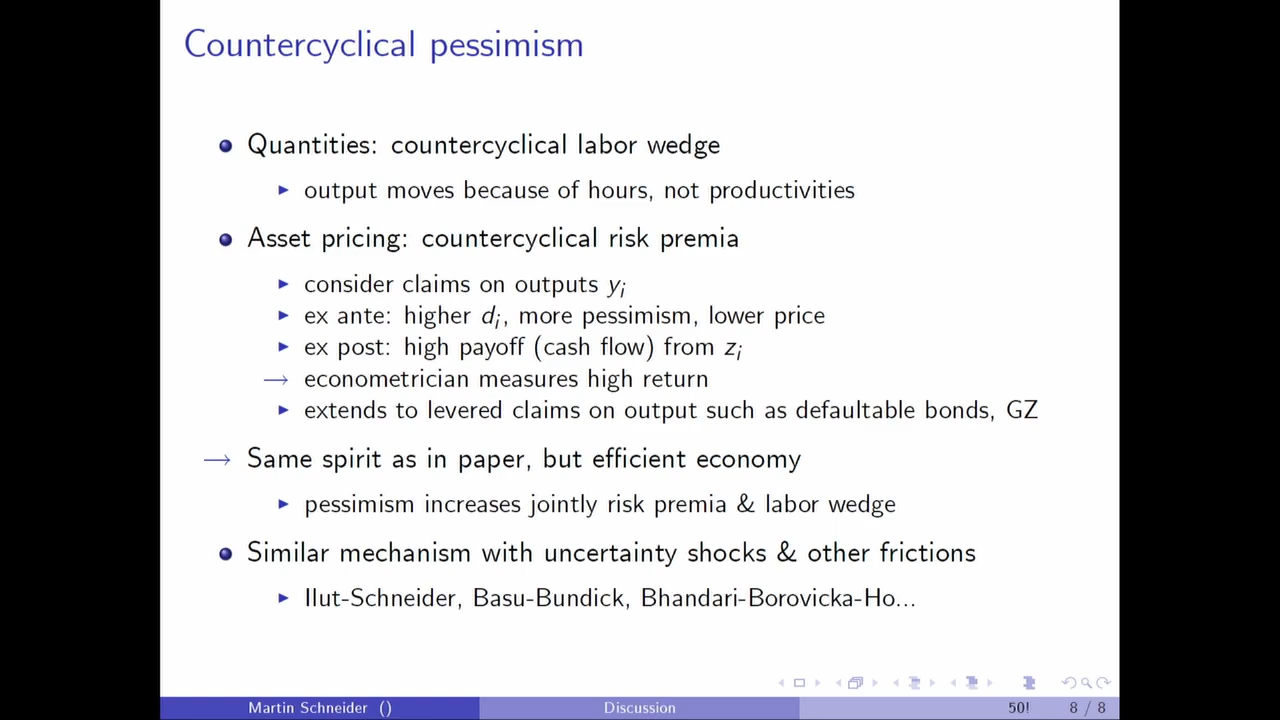 Countercyclical pessimism
Quantities: countercyclical labor wedge
output moves because of hours, not productivities
Asset pricing: countercyclical risk premia
consider claims on outputs yᵢ
ex ante: higher dᵢ, more pessimism, lower price
ex post: high payoff (cash flow) from zᵢ
→ econometrician measures high return
extends to levered claims on output such as defaultable bonds, GZ
→ Same spirit as in paper, but efficient economy
pessimism increases jointly risk premia & labor wedge
Similar mechanism with uncertainty shocks & other frictions
Ilut-Schneider, Basu-Bundick, Bhandari-Borovicka-Ho...
Martin Schneider () Discussion 50! 8 / 8